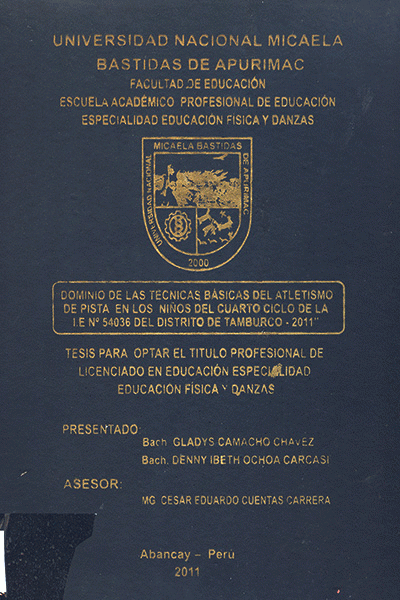 UNIVERSIDAD NACIONAL MICAELA
BASTIDAS DE APURIMAC
FACULTAD DE EDUCACIÓN
ESCUELA ACADÉMICO PROFESIONAL DE EDUCACIÓN
ESPECIALIDAD EDUCACIÓN FÍSICA Y DANZAS
UNIVERSIDAD NACIONAL
MICAELA BASTIDAS
DE APURIMAC
2000
DOMINIO DE LAS TECNICAS BÁSICAS DEL ATLETISMO
DE PISTA EN LOS NIÑOS DEL CUARTO CICLO DE LA
I.E Nº 54036 DEL DISTRITO DE TAMBURCO - 2011"
TESIS PARA OPTAR EL TITULO PROFESIONAL DE
LICENCIADO EN EDUCACIÓN ESPECIALIDAD
EDUCACIÓN FÍSICA Y DANZAS
PRESENTADO:
Bach. GLADYS CAMACHO CHAVEZ
Bach. DENNY IBETH OCHOA CARCASI
ASESOR:
MG. CESAR EDUARDO CUENTAS CARRERA
Abancay – Perú
2011